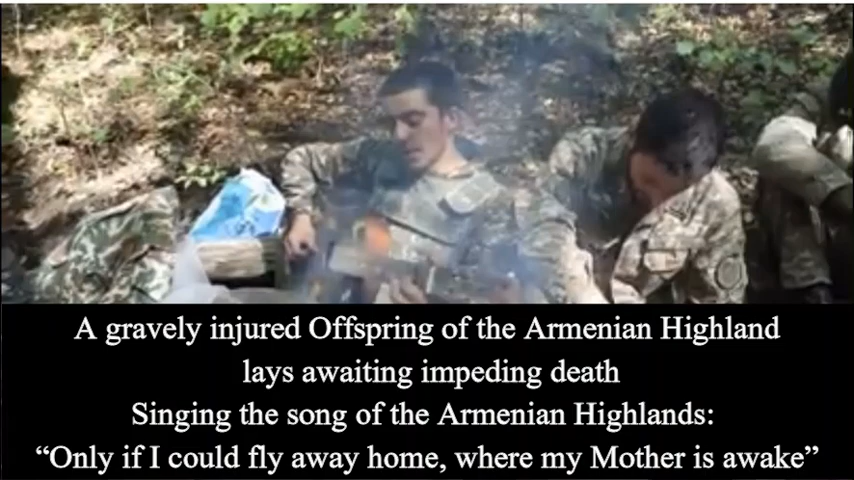 A gravely injured Offspring of the Armenian Highland
lays awaiting impeding death
Singing the song of the Armenian Highlands:
“Only if I could fly away home, where my Mother is awake”